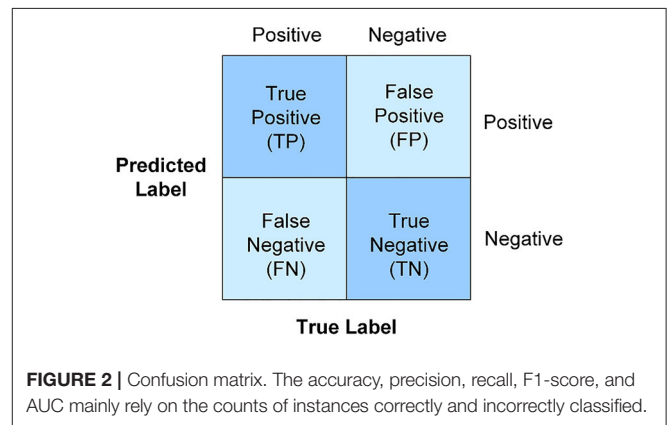 Positive Negative
True
Positive
(TP)
False
Positive
(FP)
Positive
Predicted
Label
False
Negative
(FN)
True
Negative
(TN)
Negative
True Label
FIGURE 2 | Confusion matrix. The accuracy, precision, recall, F1-score, and
AUC mainly rely on the counts of instances correctly and incorrectly classified.